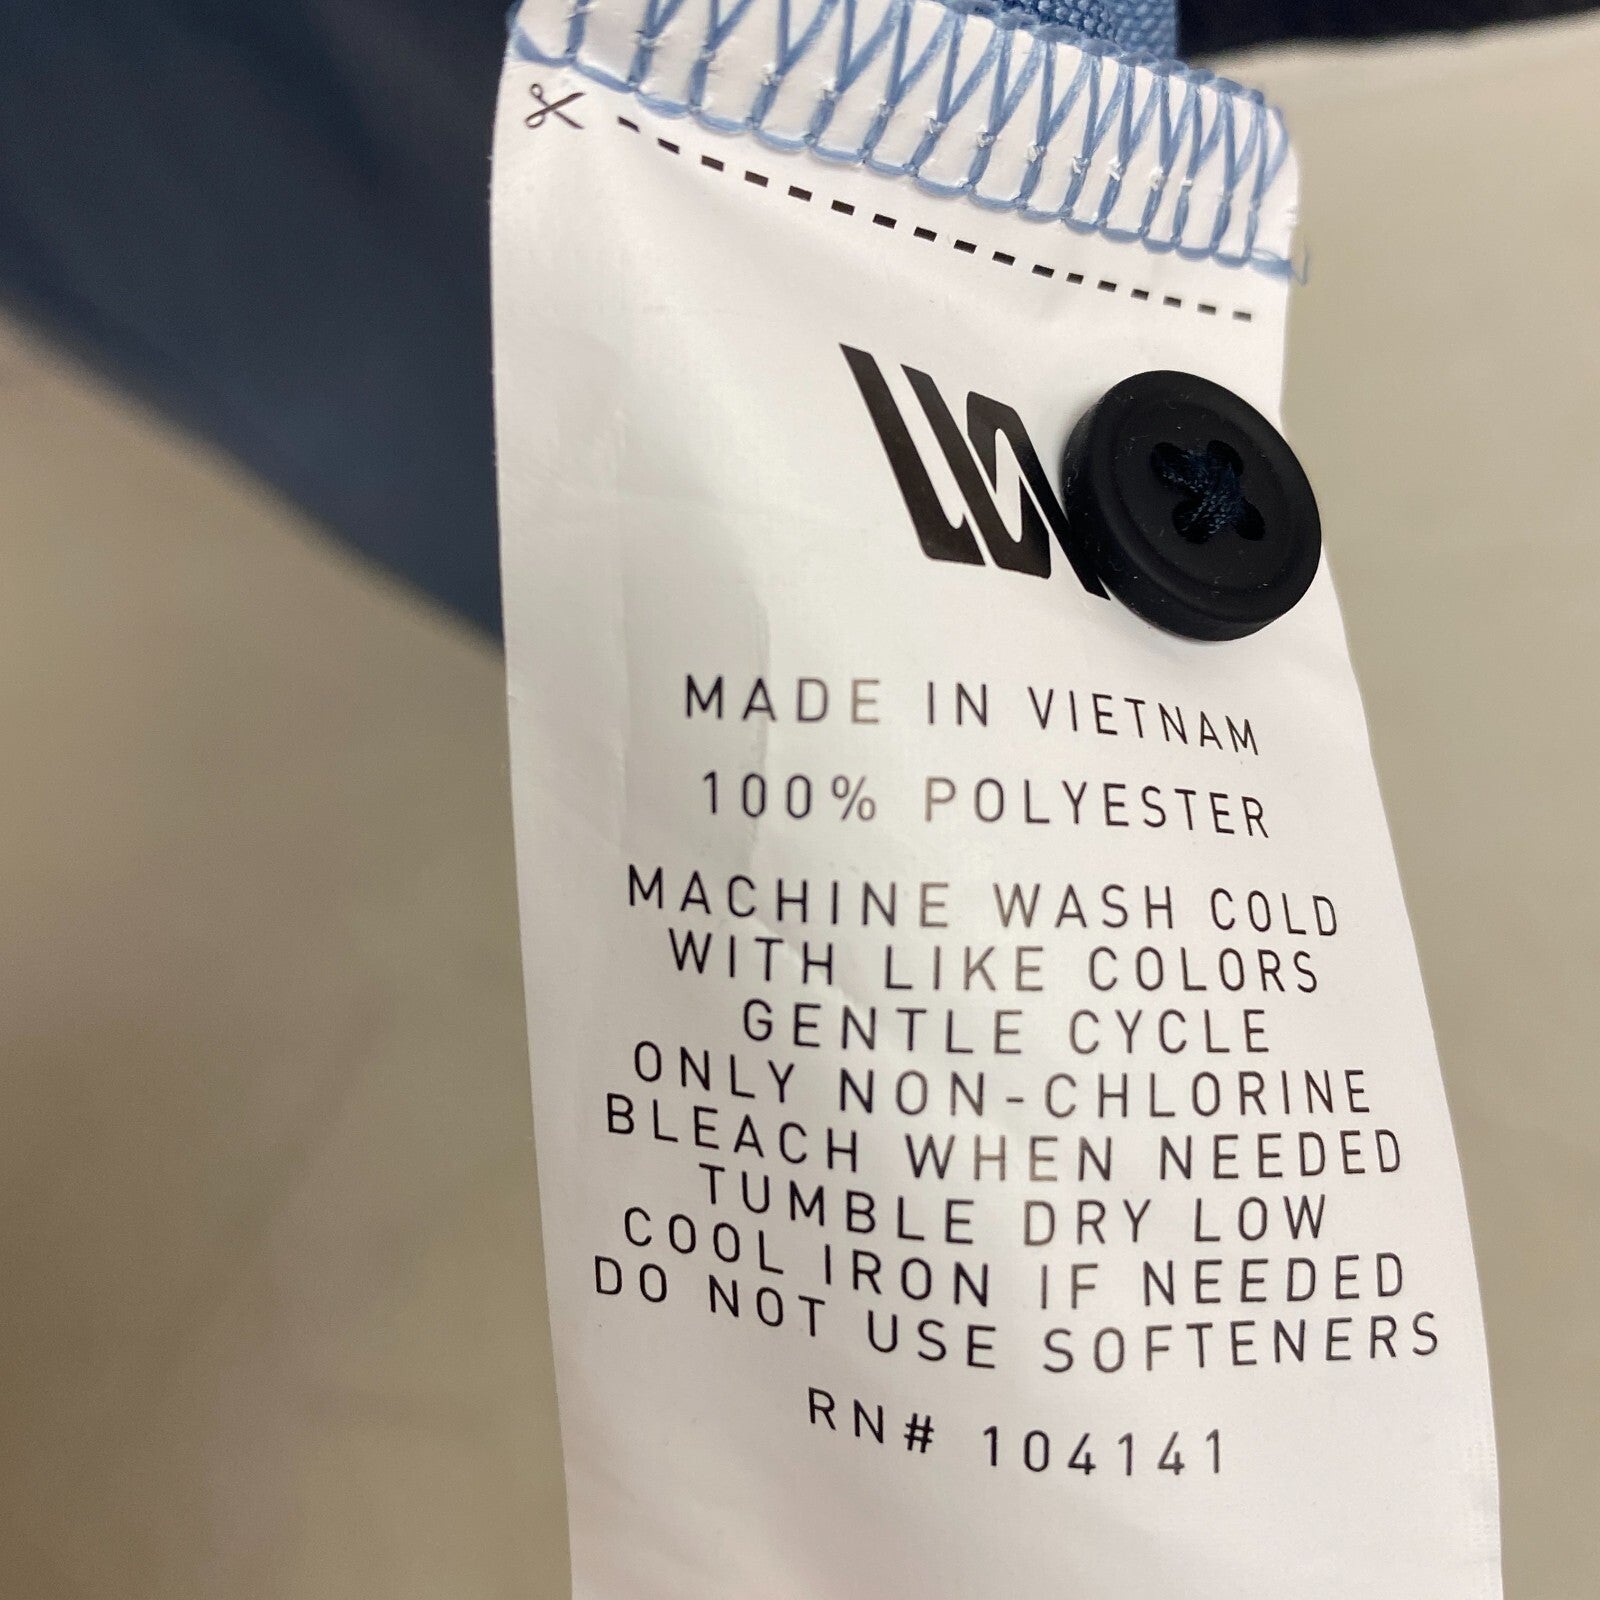 MADE IN VIETNAM
100% POLYESTER
MACHINE WASH COLD
WITH LIKE COLORS
GENTLE CYCLE
ONLY NON-CHLORINE
BLEACH WHEN NEEDED
TUMBLE DRY LOW
COOL IRON IF NEEDED
DO NOT USE SOFTENERS
RN# 104141